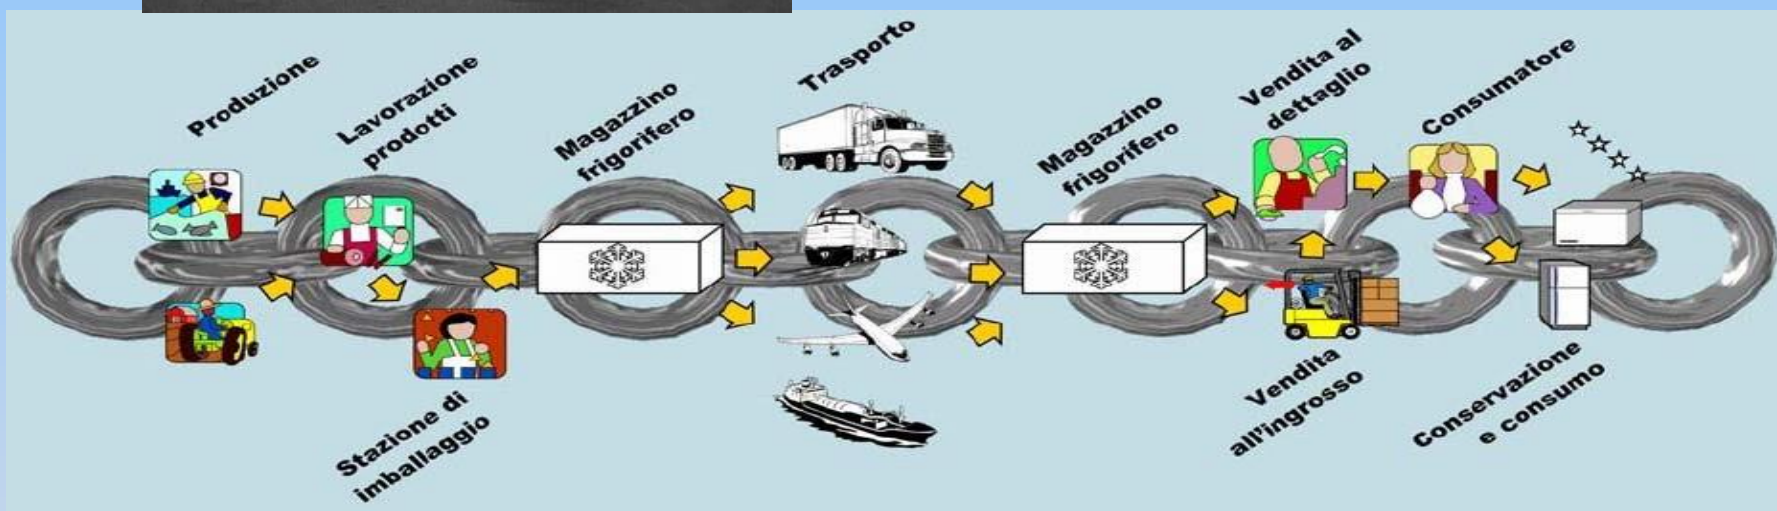 Produzione
Lavorazione
prodotti
Stazione di
imballaggio
Magazzino
frigorifero
Trasporto
Magazzino
frigorifero
Vendita al
dettaglio
Vendita
all'ingrosso
Consumatore
Conservazione
e consumo